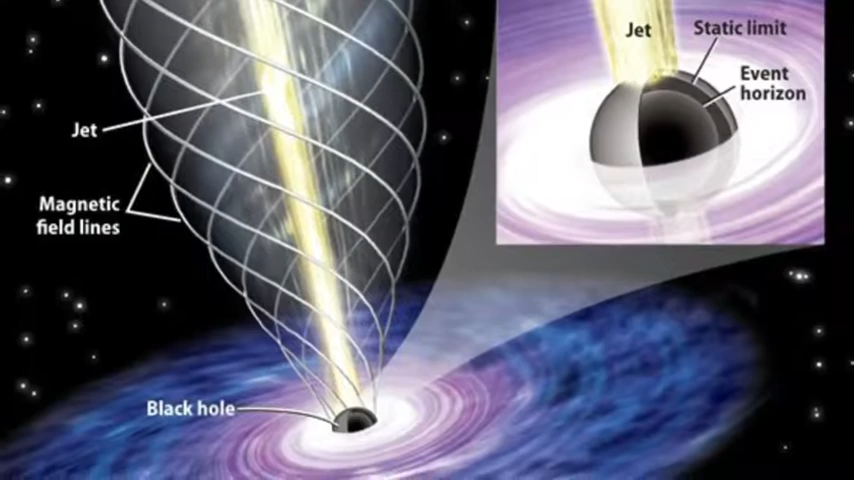 Jet
Magnetic
field lines
Black hole
Jet
Static limit
Event
horizon